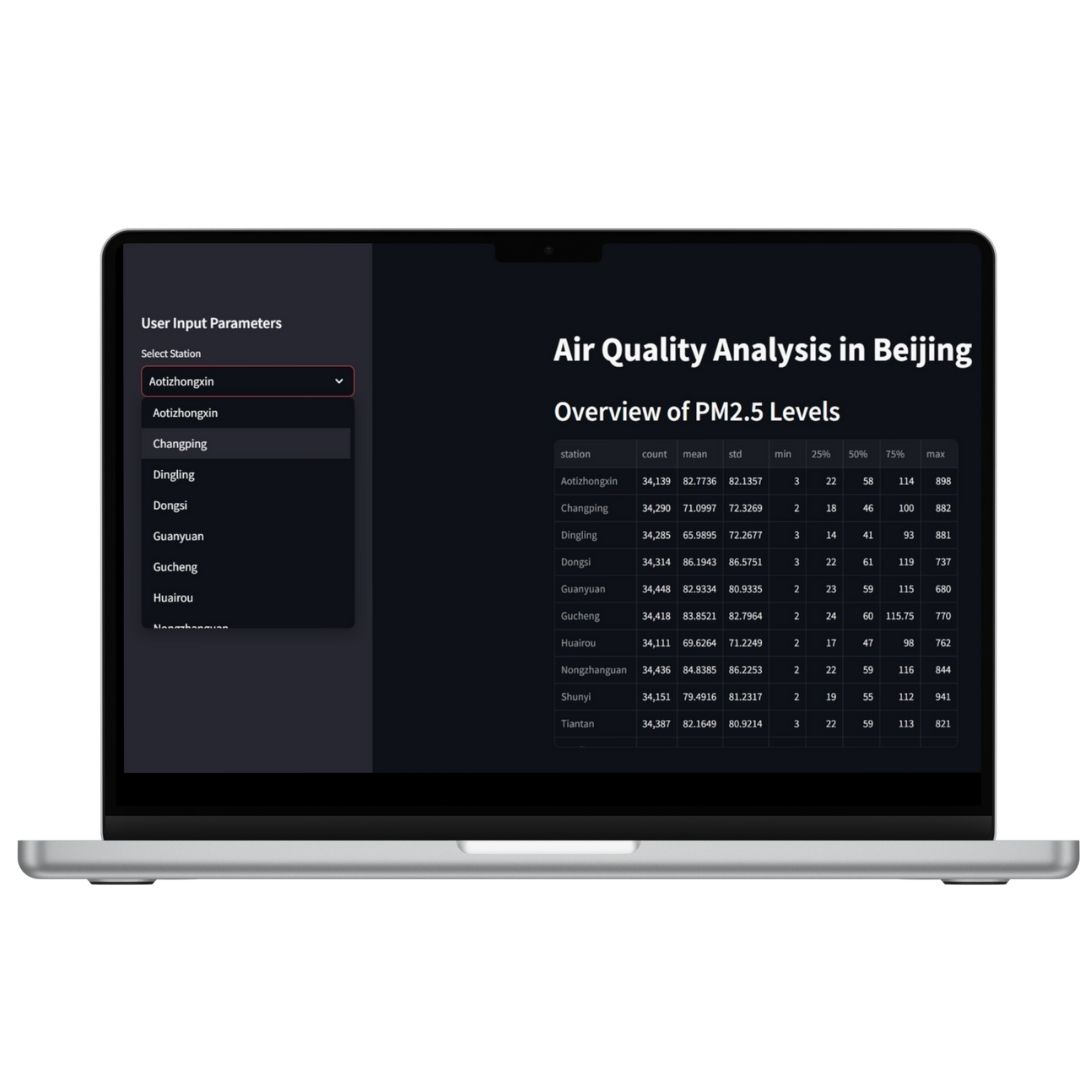 User Input Parameters
Select Station
Aotizhongxin
Aotizhongxin
Changping
Dingling
Dongsi
Guanyuan
Gucheng
Huairou
Nongzhanguan
Air Quality Analysis in Beijing
Overview of PM2.5 Levels
station count mean std min 25% 50% 75% max
Aotizhongxin 34,139 82.7736 82.1357 3 22 58 114 898
Changping 34,290 71.0997 72.3269 2 18 46 100 882
Dingling 34,285 65.9895 72.2677 3 14 41 93 881
Dongsi 34,314 86.1943 86.5751 3 22 61 119 737
Guanyuan 34,448 82.9334 80.9335 2 23 59 115 680
Gucheng 34,418 83.8521 82.7964 2 24 60 115.75 770
Huairou 34,111 69.6264 71.2249 2 17 47 98 762
Nongzhanguan 34,436 84.8385 86.2253 2 22 59 116 844
Shunyi 34,151 79.4916 81.2317 2 19 55 112 941
Tiantan 34,387 82.1649 80.9214 3 22 59 113 821